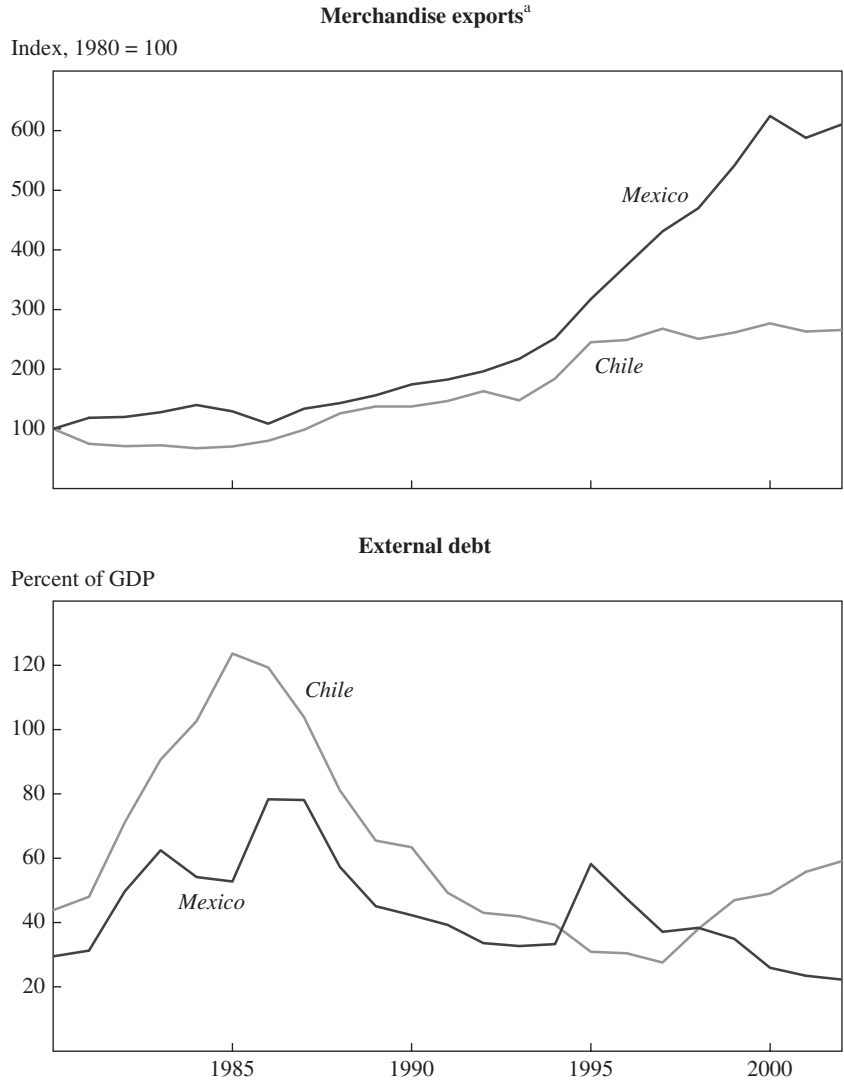 Merchandise exportsa
Index, 1980 = 100
600
500
Mexico
400
300
Chile
200
100
External debt
Percent of GDP
120
Chile
100
80
60
Mexico
40
20
1985 1990 1995 2000